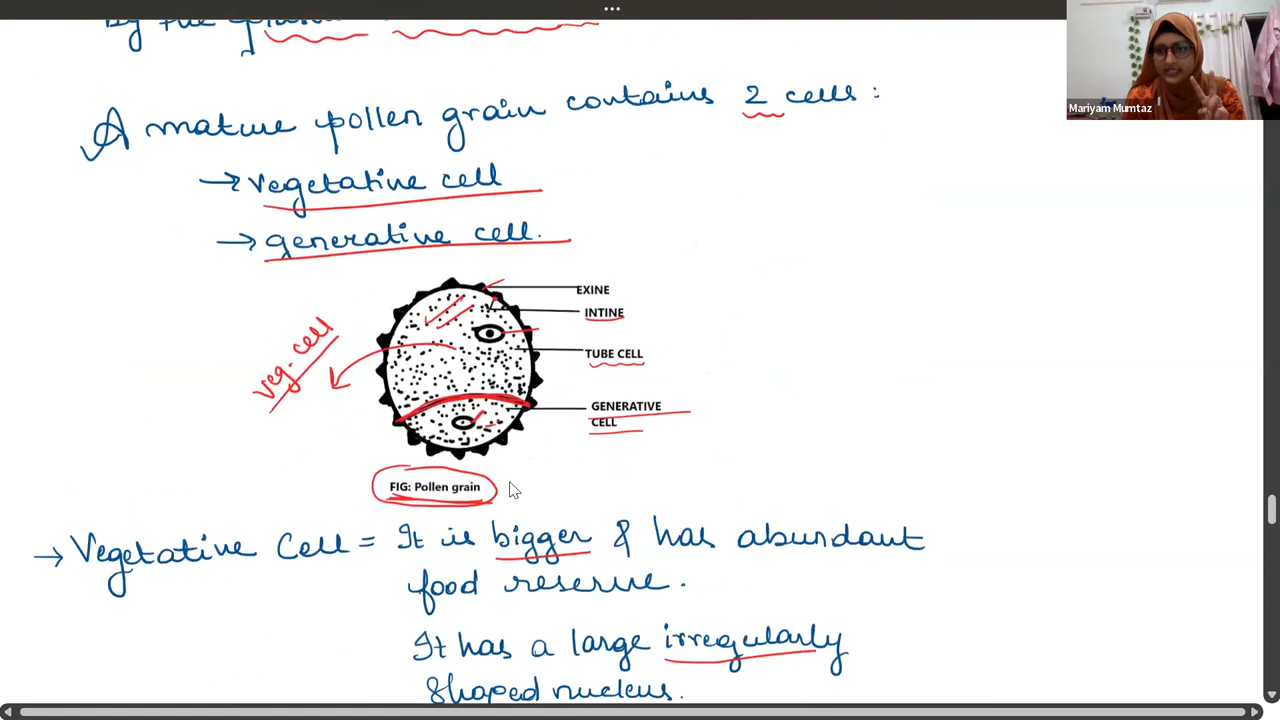 By the
A mature pollen grain contains 2 cells:
→ vegetative cell
→ generative cell.
EXINE
INTINE
TUBE CELL
GENERATIVE
CELL
veg. cell
FIG: Pollen grain
→ Vegetative Cell = It is bigger & has abundant
food reserve.
It has a large irregularly
shaped nucleus.
Mariyam Mumtaz